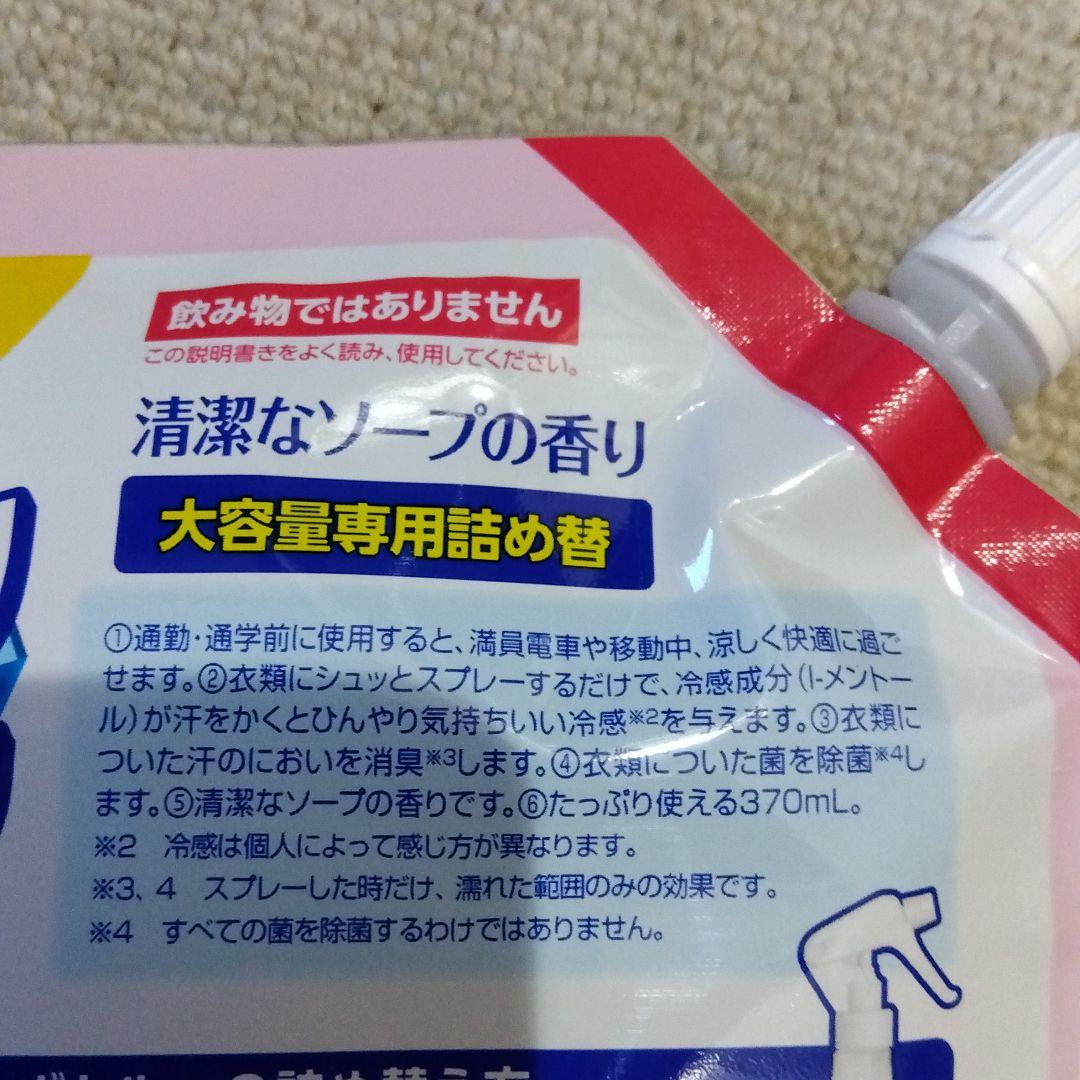 飲み物ではありません
この説明書きをよく読み、使用してください。
清潔なソープの香り
大容量専用詰め替
①通勤・通学前に使用すると、満員電車や移動中、涼しく快適に過ご
せます。②衣類にシュッとスプレーするだけで、冷感成分(l-メントー
ル)が汗をかくとひんやり気持ちいい冷感※2を与えます。③衣類に
ついた汗のにおいを消臭※3します。④衣類についた菌を除菌※4し
ます。⑤清潔なソープの香りです。⑥たっぷり使える370mL。
※2 冷感は個人によって感じ方が異なります。
※3、4 スプレーした時だけ、濡れた範囲のみの効果です。
※4 すべての菌を除菌するわけではありません。
の詰め替え方